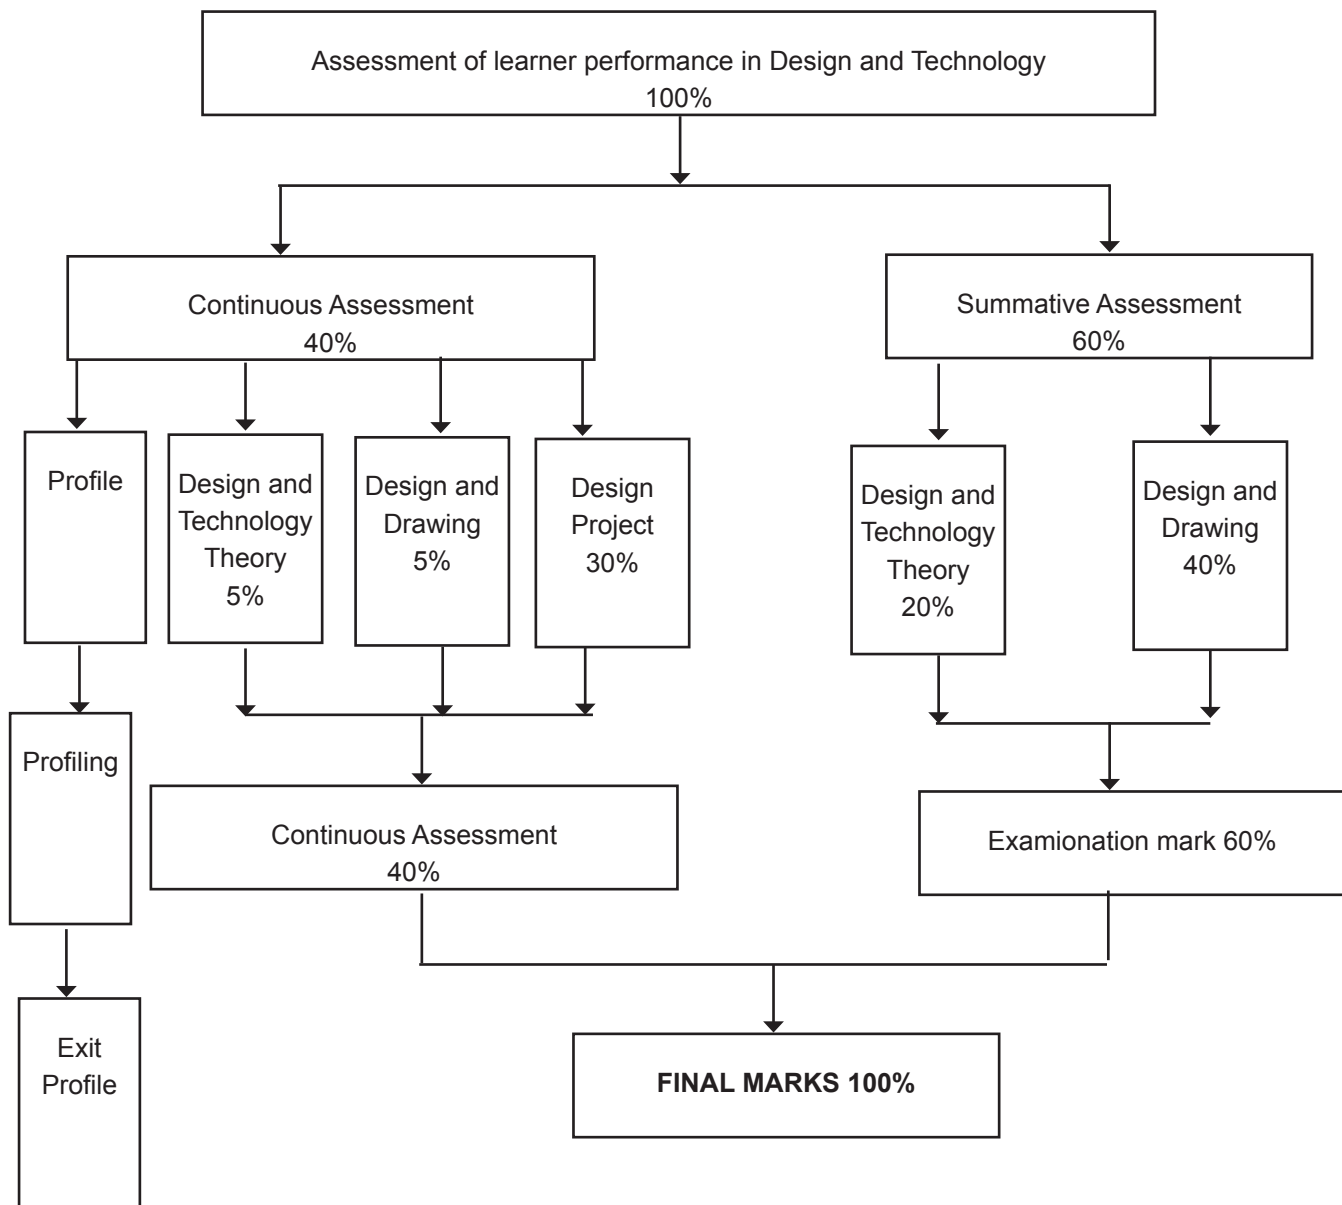 Assessment of learner performance in Design and Technology
100%
Continuous Assessment
40%
Summative Assessment
60%
Profile
Design and
Technology
Theory
5%
Design and
Drawing
5%
Design
Project
30%
Design and
Technology
Theory
20%
Design and
Drawing
40%
Profiling
Continuous Assessment
40%
Examionation mark 60%
Exit
Profile
FINAL MARKS 100%